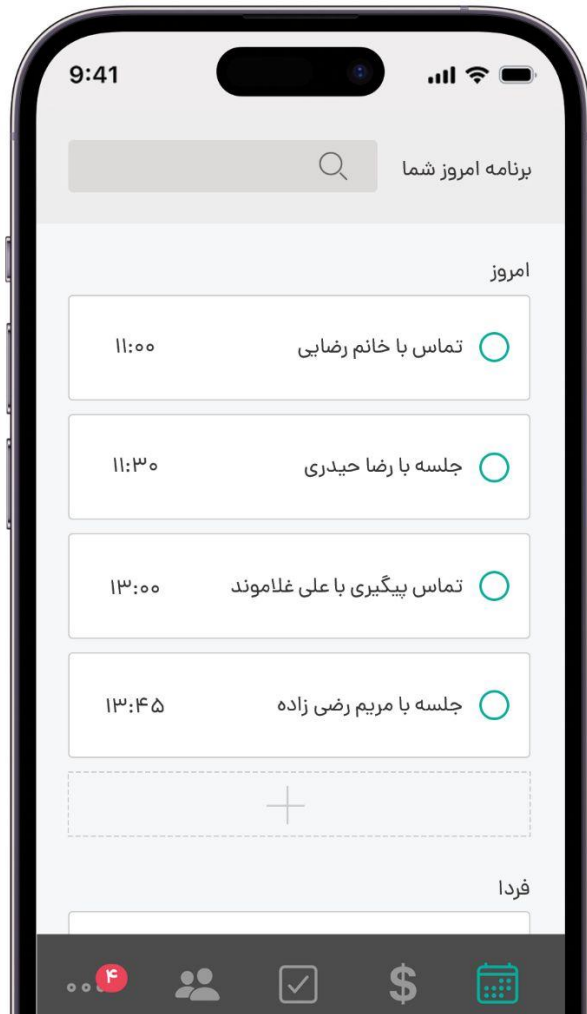 9:41
برنامه امروز شما
امروز
تماس با خانم رضایی ۱۱:۰۰
جلسه با رضا حیدری ۱۱:۳۰
تماس پیگیری با علی غلاموند ۱۳:۰۰
جلسه با مریم رضی زاده ۱۳:۴۵
فردا
$
۴